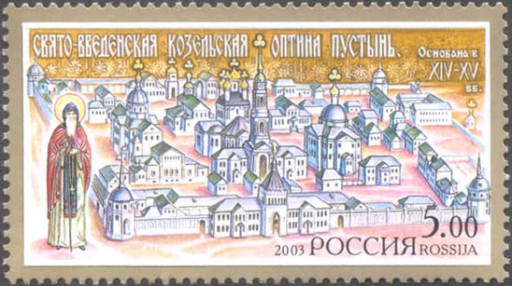 СВЯТО-ВВЕДЕНСКАЯ КОЗЕЛЬСКАЯ ОПТИНА ПУСТЫНЬ.
ОСНОВАНА В
XIV-XV
ВВ.
5.00
2003 РОССИЯ ROSSIJA